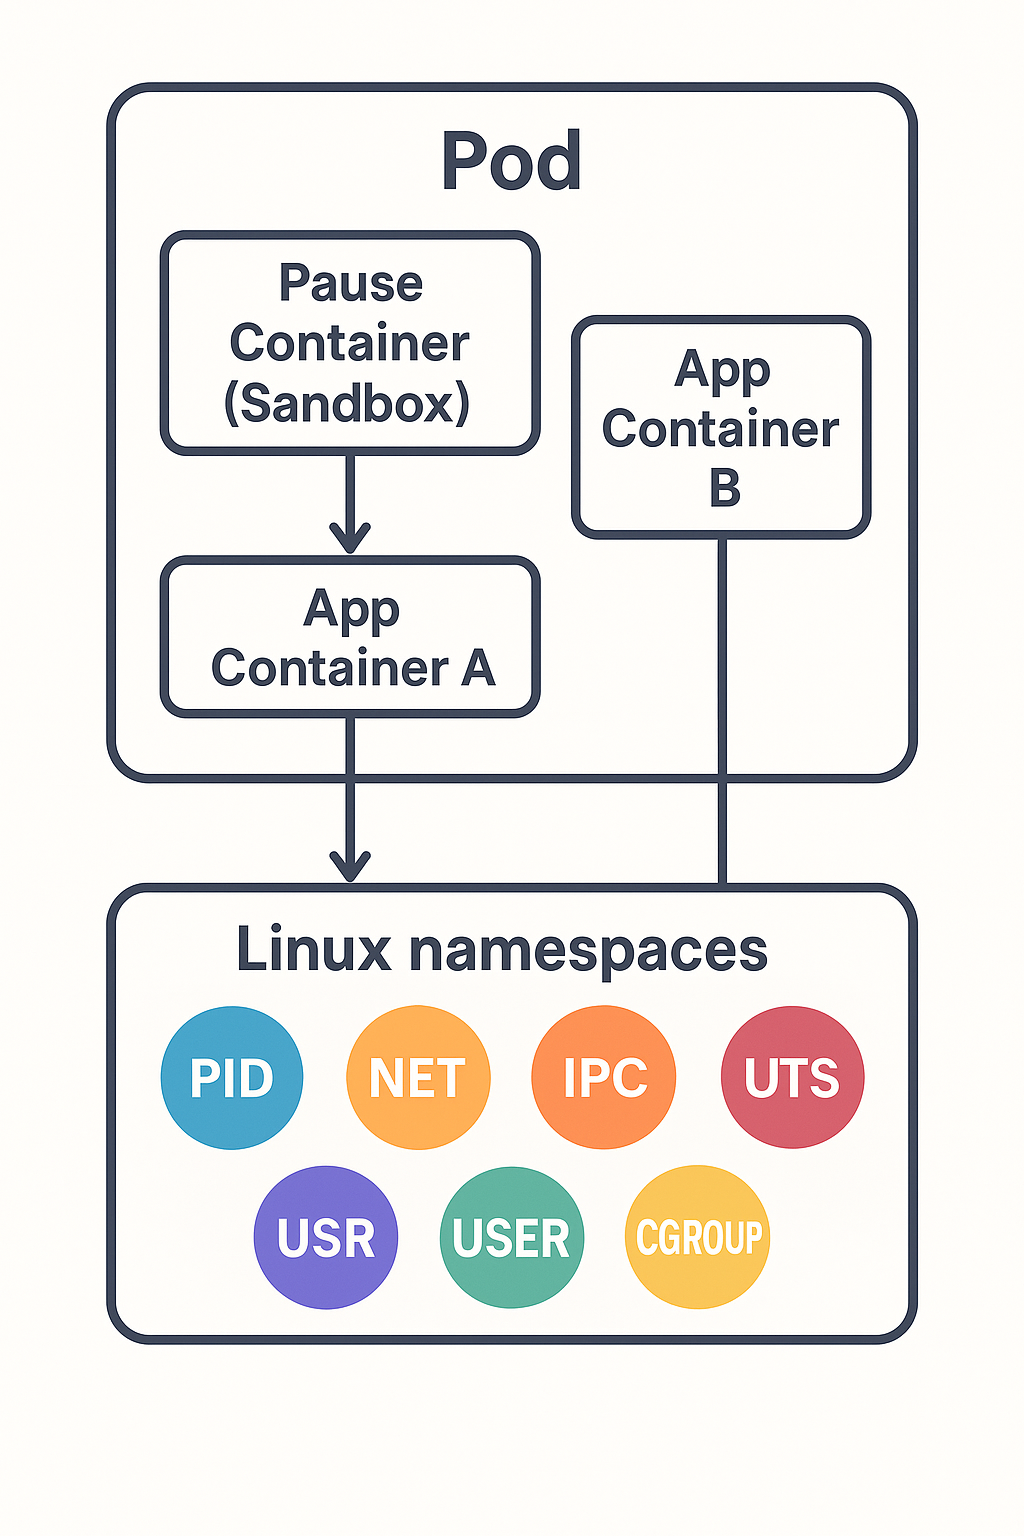 Pod
Pause
Container
(Sandbox)
App
Container
B
App
Container A
Linux namespaces
PID
NET
IPC
UTS
USR
USER
CGROUP